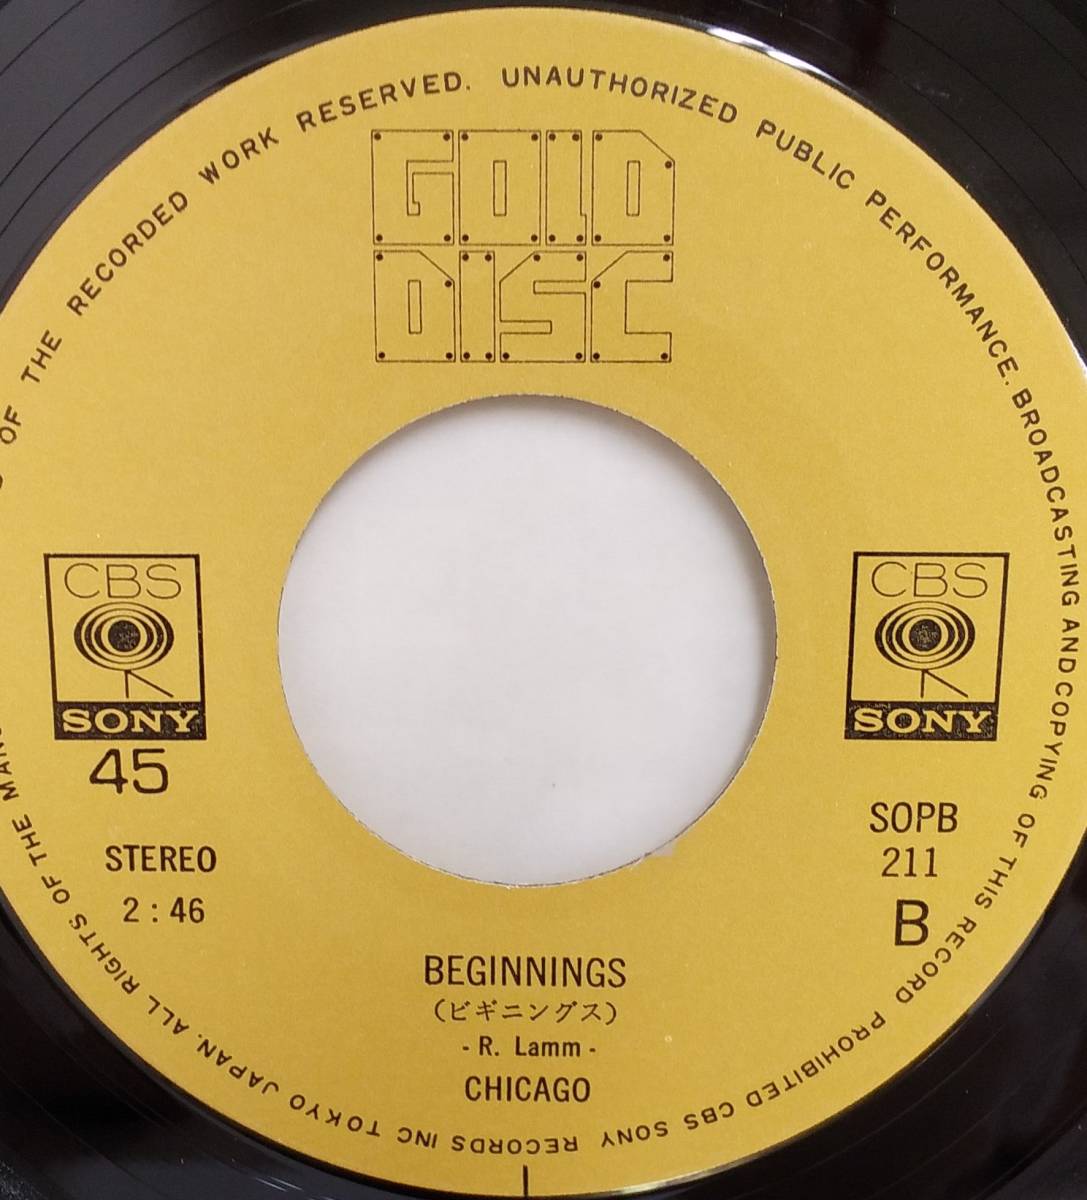 OF THE RECORDED WORK RESERVED. UNAUTHORIZED PUBLIC PERFORMANCE. BROADCASTING AND COPYING OF THIS RECORD PROHIBITED CBS SONY RECORDS INC TOKYO JAPAN. ALL RIGHTS OF THE
GOLD
DISC
CBS
SONY
CBS
SONY
45
STEREO
2:46
SOPB
211
B
BEGINNINGS
(ビギニングス)
- R. Lamm -
CHICAGO